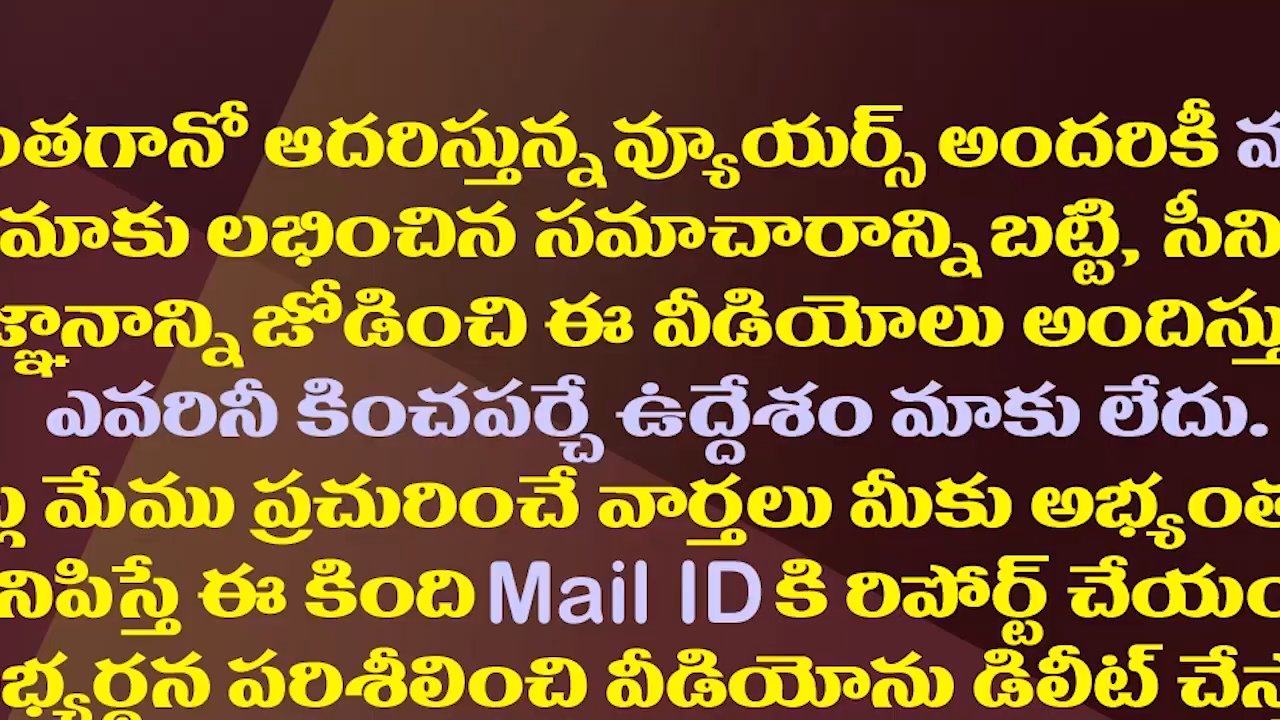 ఆదరిస్తున్న వ్యూయర్స్ అందరికీ
మాకు లభించిన సమాచారాన్ని బట్టి,
జోడించి ఈ వీడియోలు
ఎవరినీ కించపర్చే ఉద్దేశం మాకు లేదు.
మేము ప్రచురించే వార్తలు మీకు
ఈ కింది Mail ID కి రిపోర్ట్
పరిశీలించి వీడియోను డిలీట్